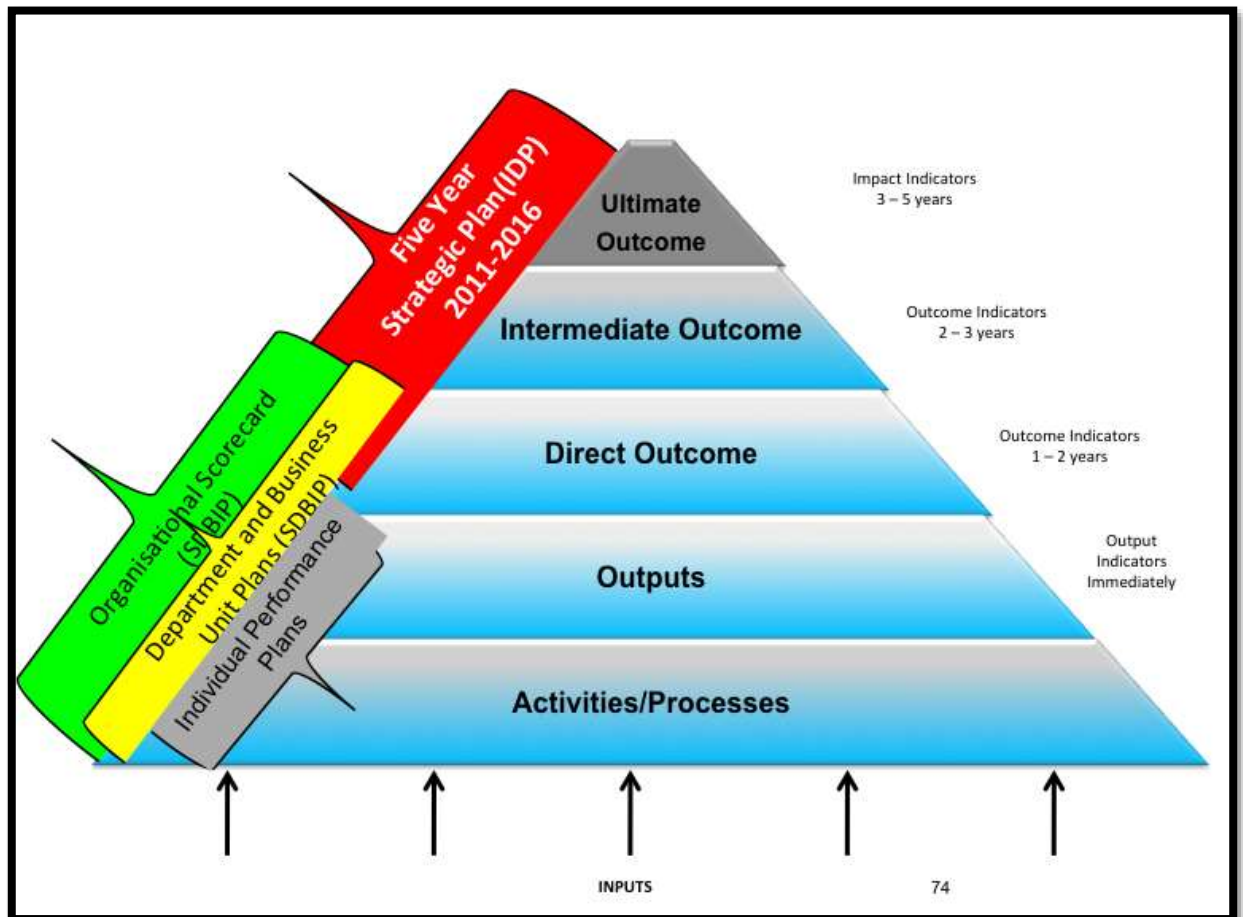 Five Year
Strategic Plan(IDP)
2011-2016
Organisational Scorecard
(SDBIP)
Department and Business
Unit Plans (SDBIP)
Individual Performance
Plans
Ultimate
Outcome
Intermediate Outcome
Direct Outcome
Outputs
Activities/Processes
Impact Indicators
3 – 5 years
Outcome Indicators
2 – 3 years
Outcome Indicators
1 – 2 years
Output
Indicators
Immediately
INPUTS
74